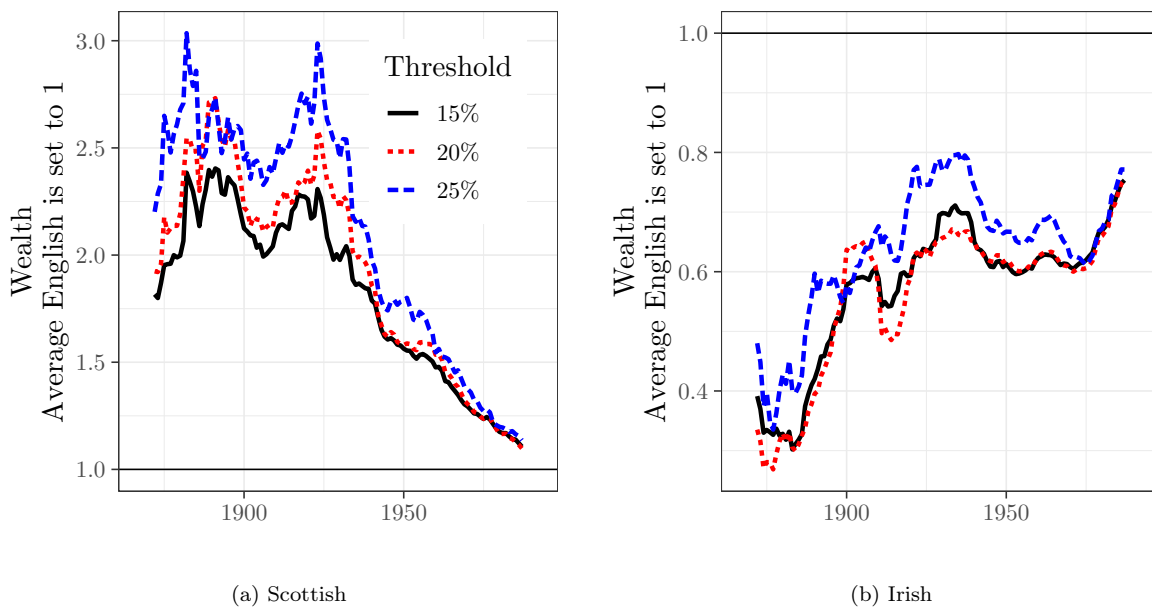 Wealth
Average English is set to 1
3.0
2.5
2.0
1.5
1.0
1900
1950
Threshold
15%
20%
25%
(a) Scottish
Wealth
Average English is set to 1
1.0
0.8
0.6
0.4
1900
1950
(b) Irish